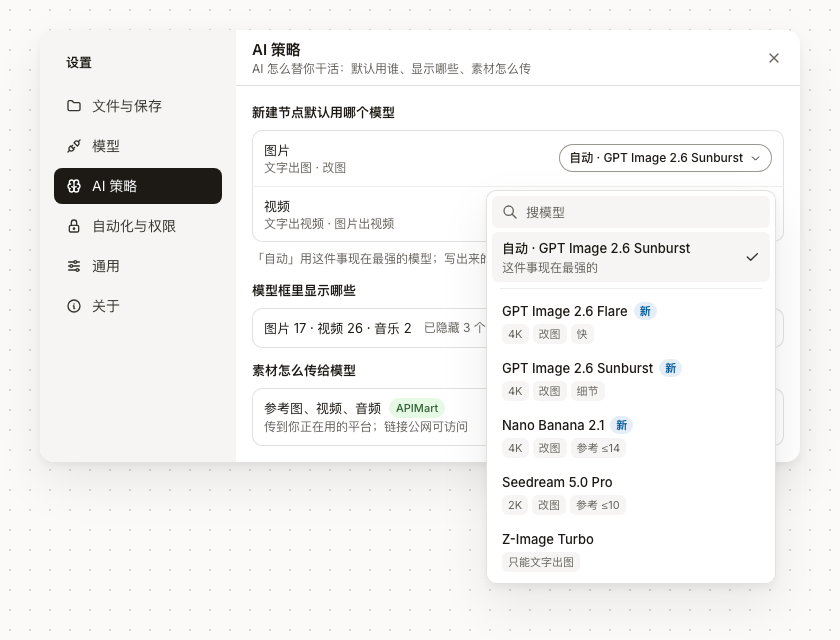 设置
文件与保存
模型
AI 策略
自动化与权限
通用
关于
AI 策略
AI 怎么替你干活：默认用谁、显示哪些、素材怎么传
新建节点默认用哪个模型
图片
文字出图 · 改图
自动 · GPT Image 2.6 Sunburst
视频
文字出视频 · 图片出视频
「自动」用这件事现在最强的模型；写出来的
模型框里显示哪些
图片 17 · 视频 26 · 音乐 2 已隐藏 3 个
素材怎么传给模型
参考图、视频、音频 APIMart
传到你正在用的平台；链接公网可访问
搜模型
自动 · GPT Image 2.6 Sunburst
这件事现在最强的
GPT Image 2.6 Flare 新
4K 改图 快
GPT Image 2.6 Sunburst 新
4K 改图 细节
Nano Banana 2.1 新
4K 改图 参考 ≤14
Seedream 5.0 Pro
2K 改图 参考 ≤10
Z-Image Turbo
只能文字出图